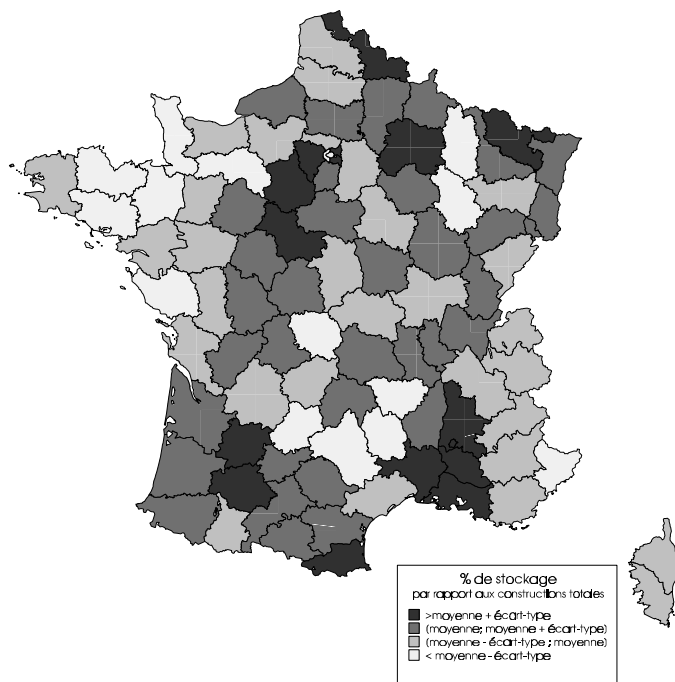 % de stockage
par rapport aux constructions totales
>moyenne + écart-type
(moyenne; moyenne + écart-type)
(moyenne - écart-type ; moyenne)
< moyenne - écart-type